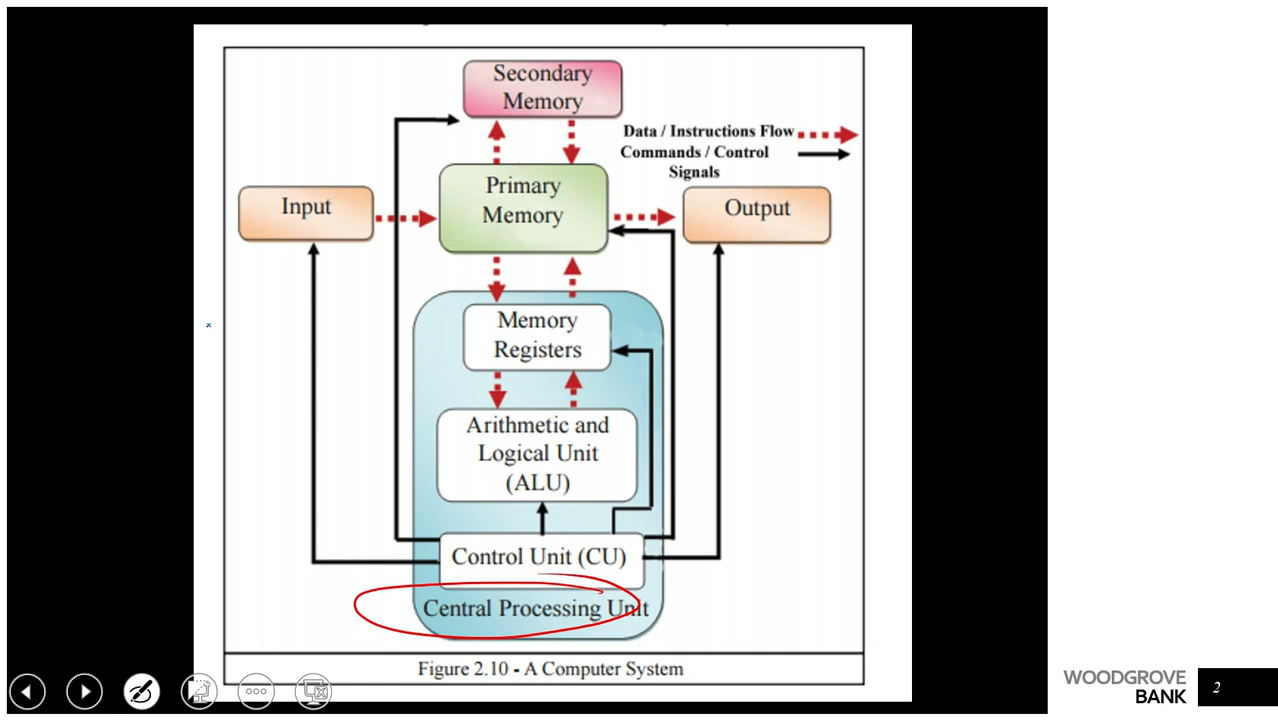 Secondary
Memory
Data / Instructions Flow
Commands / Control
Signals
Primary
Memory
Input
Output
Memory
Registers
Arithmetic and
Logical Unit
(ALU)
Control Unit (CU)
Central Processing Unit
Figure 2.10 - A Computer System
WOODGROVE
BANK
2